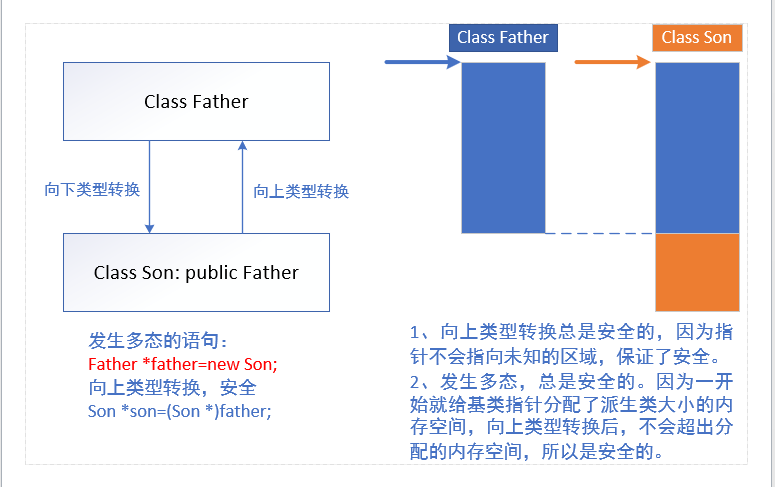 Class Father
Class Son
Class Father
向下类型转换
向上类型转换
Class Son: public Father
发生多态的语句:
Father *father=new Son;
向上类型转换，安全
Son *son=(Son *)father;
1、向上类型转换总是安全的，因为指
针不会指向未知的区域，保证了安全。
2、发生多态，总是安全的。因为一开
始就给基类指针分配了派生类大小的内
存空间，向上类型转换后，不会超出分
配的内存空间，所以是安全的。